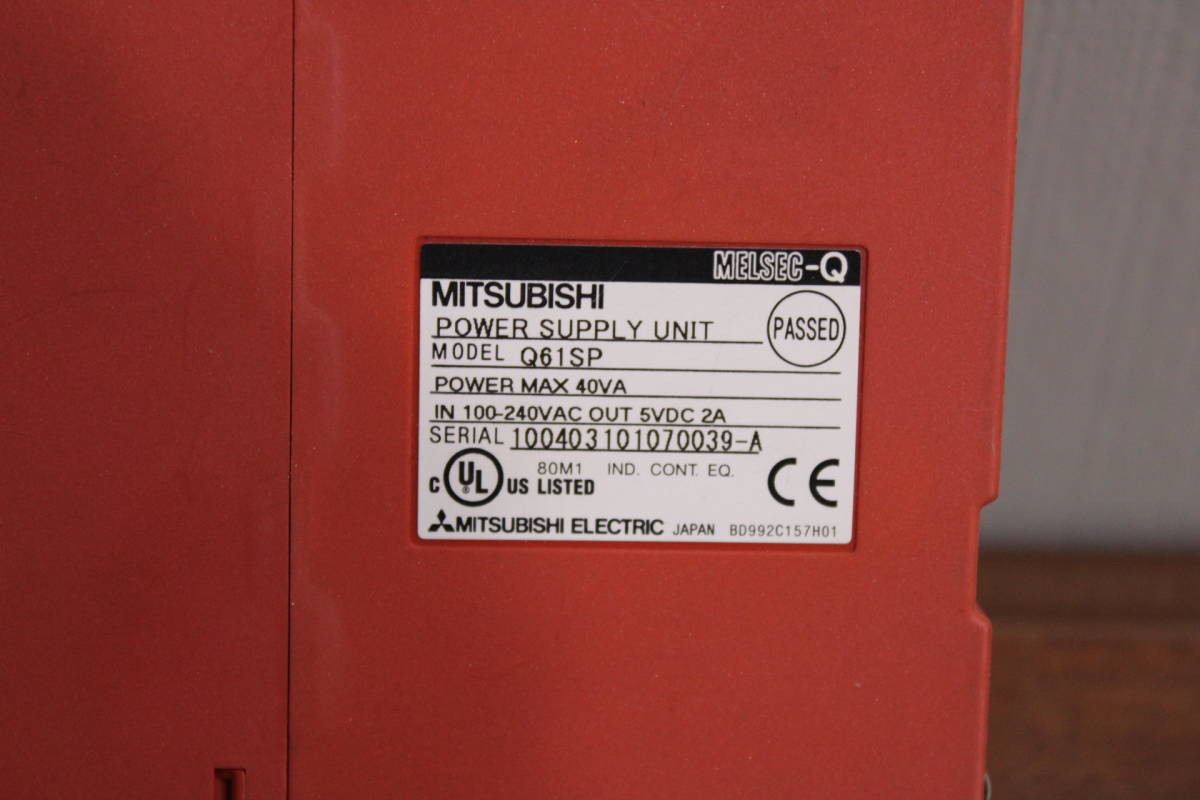 MELSEC-Q
MITSUBISHI
POWER SUPPLY UNIT
PASSED
MODEL Q61SP
POWER MAX 40VA
IN 100-240VAC OUT 5VDC 2A
SERIAL 100403101070039-A
80M1 IND. CONT. EQ.
C UL® US LISTED
CE
MITSUBISHI ELECTRIC JAPAN BD992C157H01